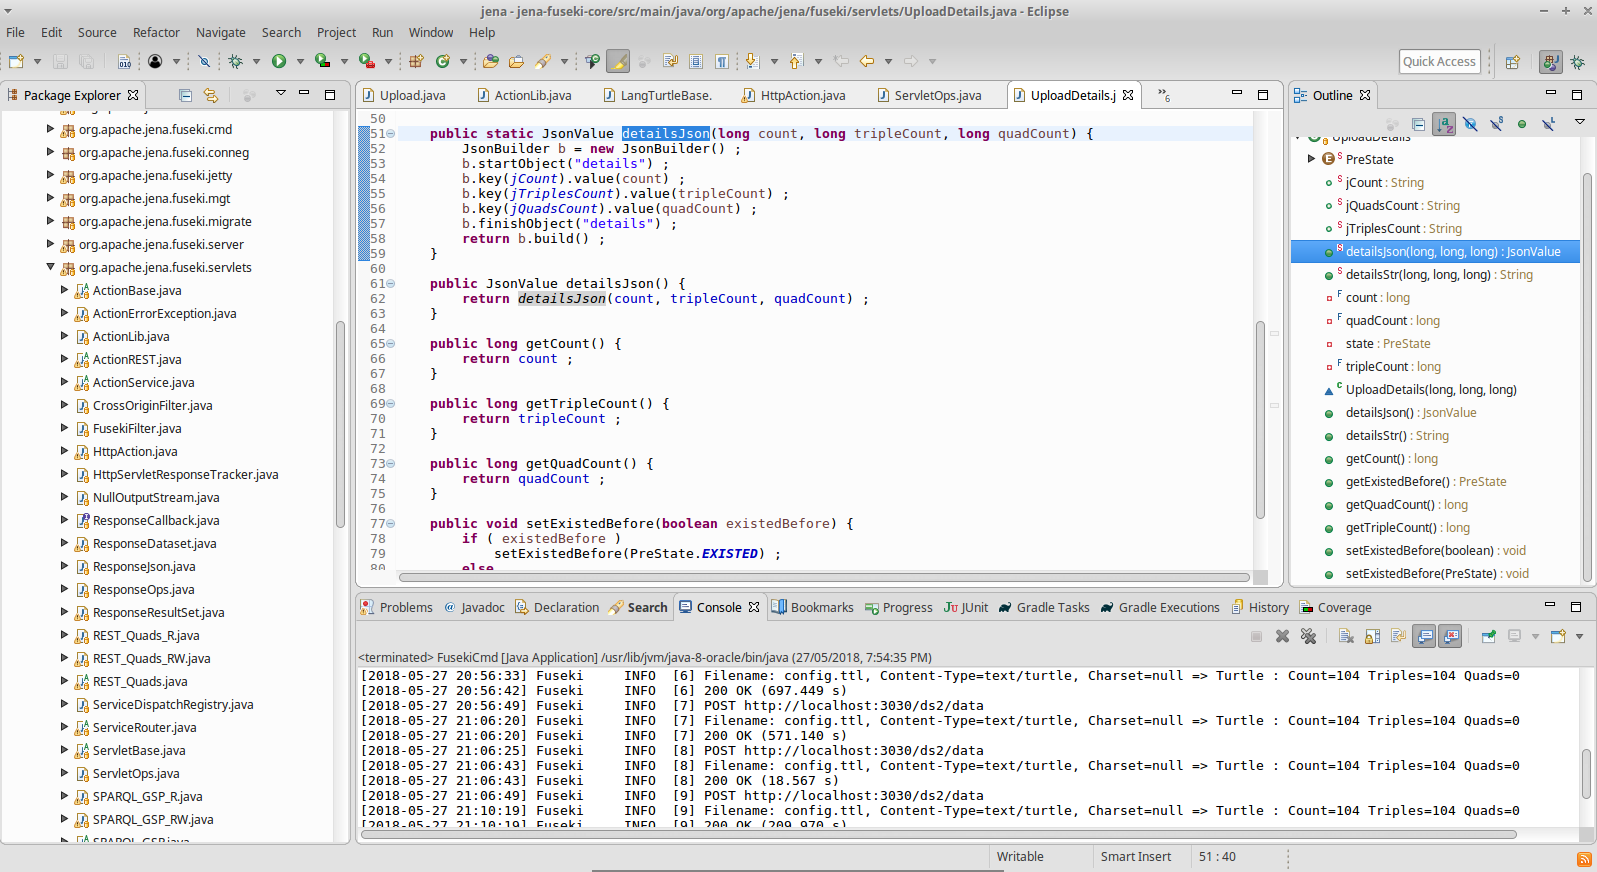 jena - jena-fuseki-core/src/main/java/org/apache/jena/fuseki/servlets/UploadDetails.java - Eclipse
File Edit Source Refactor Navigate Search Project Run Window Help
Quick Access
Package Explorer
org.apache.jena.fuseki.cmd
org.apache.jena.fuseki.conneg
org.apache.jena.fuseki.jetty
org.apache.jena.fuseki.mgt
org.apache.jena.fuseki.migrate
org.apache.jena.fuseki.server
org.apache.jena.fuseki.servlets
ActionBase.java
ActionErrorException.java
ActionLib.java
ActionREST.java
ActionService.java
CrossOriginFilter.java
FusekiFilter.java
HttpAction.java
HttpServletResponseTracker.java
NullOutputStream.java
ResponseCallback.java
ResponseDataset.java
ResponseJson.java
ResponseOps.java
ResponseResultSet.java
REST_Quads_R.java
REST_Quads_RW.java
REST_Quads.java
ServiceDispatchRegistry.java
ServiceRouter.java
ServletBase.java
ServletOps.java
SPARQL_GSP_R.java
SPARQL_GSP_RW.java
SPARQL_GSP.java
Upload.java ActionLib.java LangTurtleBase. HttpAction.java ServletOps.java UploadDetails.j »6
50
51 public static JsonValue detailsJson(long count, long tripleCount, long quadCount) {
52 JsonBuilder b = new JsonBuilder() ;
53 b.startObject("details") ;
54 b.key(jCount).value(count) ;
55 b.key(jTriplesCount).value(tripleCount) ;
56 b.key(jQuadsCount).value(quadCount) ;
57 b.finishObject("details") ;
58 return b.build() ;
59 }
60
61 public JsonValue detailsJson() {
62 return detailsJson(count, tripleCount, quadCount) ;
63 }
64
65 public long getCount() {
66 return count ;
67 }
68
69 public long getTripleCount() {
70 return tripleCount ;
71 }
72
73 public long getQuadCount() {
74 return quadCount ;
75 }
76
77 public void setExistedBefore(boolean existedBefore) {
78 if ( existedBefore )
79 setExistedBefore(PreState.EXISTED) ;
80 else
Outline
UploadDetails
PreState
jCount : String
jQuadsCount : String
jTriplesCount : String
detailsJson(long, long, long) : JsonValue
detailsStr(long, long, long) : String
count : long
quadCount : long
state : PreState
tripleCount : long
UploadDetails(long, long, long)
detailsJson() : JsonValue
detailsStr() : String
getCount() : long
getExistedBefore() : PreState
getQuadCount() : long
getTripleCount() : long
setExistedBefore(boolean) : void
setExistedBefore(PreState) : void
Problems @ Javadoc Declaration Search Console Bookmarks Progress JUnit Gradle Tasks Gradle Executions History Coverage
<terminated> FusekiCmd [Java Application] /usr/lib/jvm/java-8-oracle/bin/java (27/05/2018, 7:54:35 PM)
[2018-05-27 20:56:33] Fuseki INFO [6] Filename: config.ttl, Content-Type=text/turtle, Charset=null => Turtle : Count=104 Triples=104 Quads=0
[2018-05-27 20:56:42] Fuseki INFO [6] 200 OK (697.449 s)
[2018-05-27 20:56:49] Fuseki INFO [7] POST http://localhost:3030/ds2/data
[2018-05-27 21:06:20] Fuseki INFO [7] Filename: config.ttl, Content-Type=text/turtle, Charset=null => Turtle : Count=104 Triples=104 Quads=0
[2018-05-27 21:06:20] Fuseki INFO [7] 200 OK (571.140 s)
[2018-05-27 21:06:25] Fuseki INFO [8] POST http://localhost:3030/ds2/data
[2018-05-27 21:06:43] Fuseki INFO [8] Filename: config.ttl, Content-Type=text/turtle, Charset=null => Turtle : Count=104 Triples=104 Quads=0
[2018-05-27 21:06:43] Fuseki INFO [8] 200 OK (18.567 s)
[2018-05-27 21:06:49] Fuseki INFO [9] POST http://localhost:3030/ds2/data
[2018-05-27 21:10:19] Fuseki INFO [9] Filename: config.ttl, Content-Type=text/turtle, Charset=null => Turtle : Count=104 Triples=104 Quads=0
[2018-05-27 21:10:19] Fuseki INFO [9] 200 OK (209.970 s)
Writable Smart Insert 51 : 40